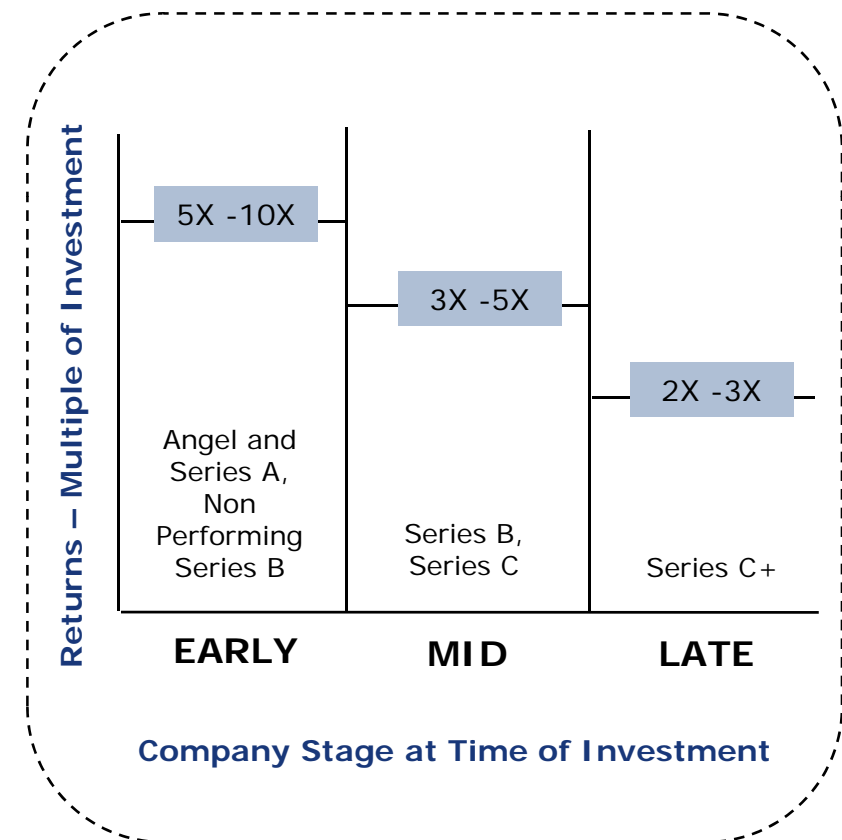 Returns – Multiple of Investment
5X -10X
3X -5X
2X -3X
Angel and
Series A,
Non
Performing
Series B
Series B,
Series C
Series C+
EARLY
MID
LATE
Company Stage at Time of Investment